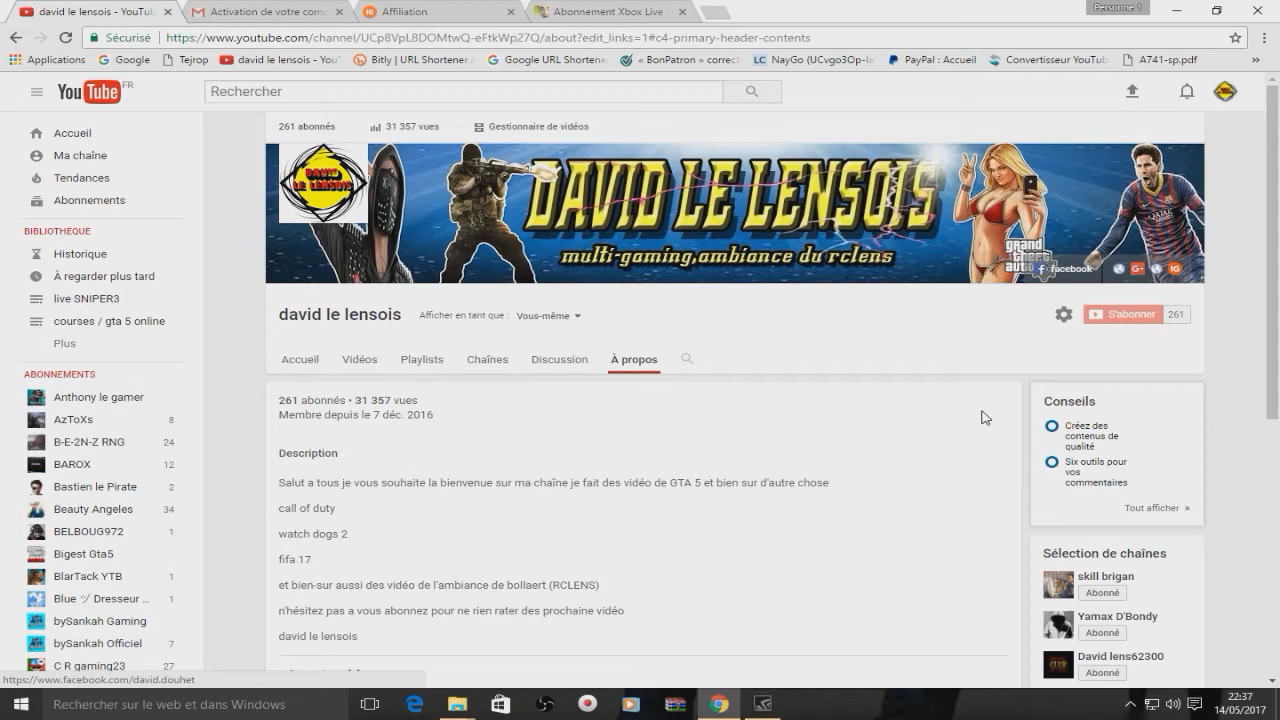 david le lensois - YouTub
Activation de votre com
Affiliation
Abonnement Xbox Live
Personne 1
Sécurisé
https://www.youtube.com/channel/UCp8VpL8DOMtwQ-eFtkWp27Q/about?edit_links=1#c4-primary-header-contents
Applications
Google
Tejrop
david le lensois - You
Bitly | URL Shortener
Google URL Shortene
« BonPatron » correct
LC NayGo (UCvgo3Op-la
PayPal : Accueil
Convertisseur YouTub
A741-sp.pdf
»
YouTube FR
Rechercher
Accueil
Ma chaîne
Tendances
Abonnements
BIBLIOTHÈQUE
Historique
À regarder plus tard
live SNIPER3
courses / gta 5 online
Plus
ABONNEMENTS
Anthony le gamer
AzToXs 8
B-E-2N-Z RNG 24
BAROX 12
Bastien le Pirate 2
Beauty Angeles 34
BELBOUG972 1
Bigest Gta5
BlarTack YTB 1
Blue ヅ Dresseur ... 1
bySankah Gaming
bySankah Officiel 7
C R gaming23 27
261 abonnés
31 357 vues
Gestionnaire de vidéos
DAVID
LE LENSOIS
DAVID LE LENSOIS
multi-gaming,ambiance du rclens
grand
theft
facebook
G+
IG
david le lensois
Afficher en tant que : Vous-même
S'abonner 261
Accueil
Vidéos
Playlists
Chaînes
Discussion
À propos
261 abonnés • 31 357 vues
Membre depuis le 7 déc. 2016
Description
Salut a tous je vous souhaite la bienvenue sur ma chaîne je fait des vidéo de GTA 5 et bien sur d'autre chose
call of duty
watch dogs 2
fifa 17
et bien-sur aussi des vidéo de l'ambiance de bollaert (RCLENS)
n'hésitez pas a vous abonnez pour ne rien rater des prochaine vidéo
david le lensois
Conseils
Créez des
contenus de
qualité
Six outils pour
vos
commentaires
Tout afficher »
Sélection de chaînes
skill brigan
Abonné
Yamax D'Bondy
Abonné
David lens62300
Abonné
https://www.facebook.com/david.douhet
Rechercher sur le web et dans Windows
22:37
14/05/2017